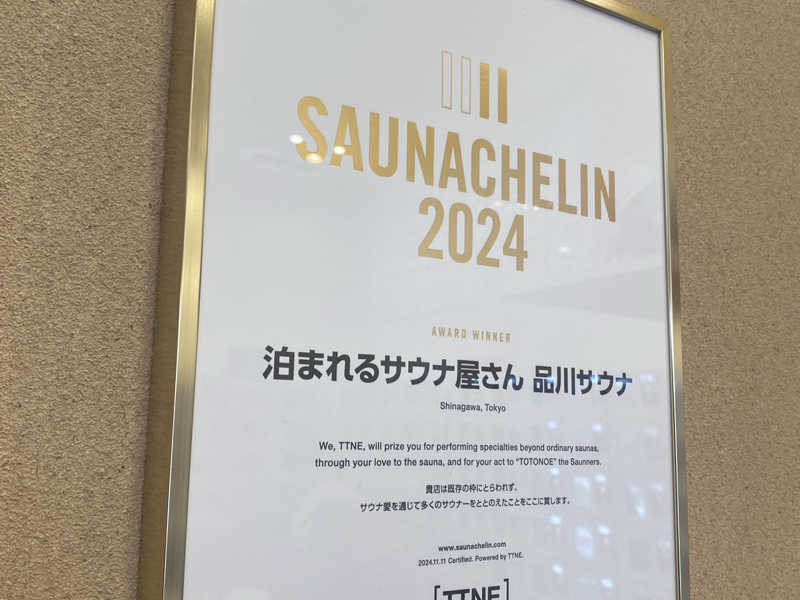 SAUNACHELIN
2024
AWARD WINNER
泊まれるサウナ屋さん 品川サウナ
Shinagawa, Tokyo
We, TTNE, will prize you for performing specialties beyond ordinary saunas,
through your love to the sauna, and for your act to "TOTONOE" the Saunners.
貴店は既存の枠にとらわれず、
サウナ愛を通じて多くのサウナーをととのえたことをここに賞します。
www.saunachelin.com
2024.11.11 Certified. Powered by TTNE.
[TTNE]